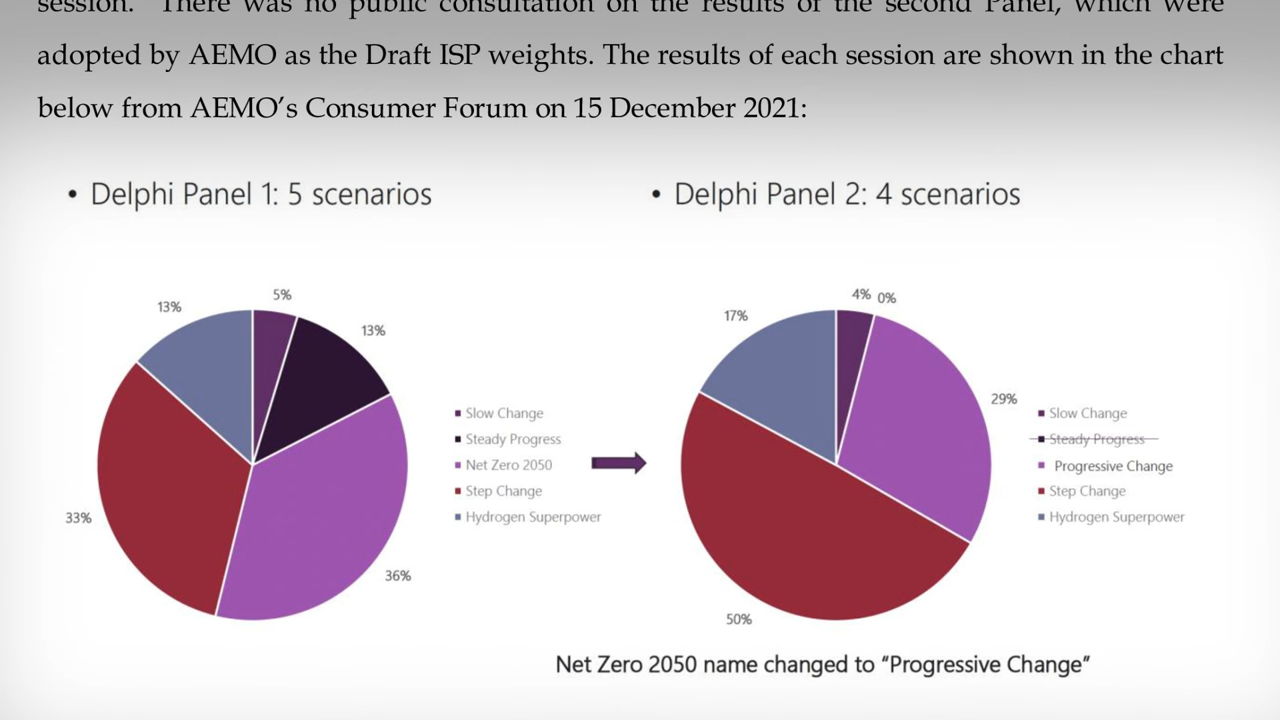 session. There was no public consultation on the results of the second Panel, which were
adopted by AEMO as the Draft ISP weights. The results of each session are shown in the chart
below from AEMO’s Consumer Forum on 15 December 2021:
• Delphi Panel 1: 5 scenarios
5%
13%
13%
33%
36%
Slow Change
Steady Progress
Net Zero 2050
Step Change
Hydrogen Superpower
• Delphi Panel 2: 4 scenarios
4% 0%
17%
29%
50%
Slow Change
Steady Progress
Progressive Change
Step Change
Hydrogen Superpower
Net Zero 2050 name changed to “Progressive Change”